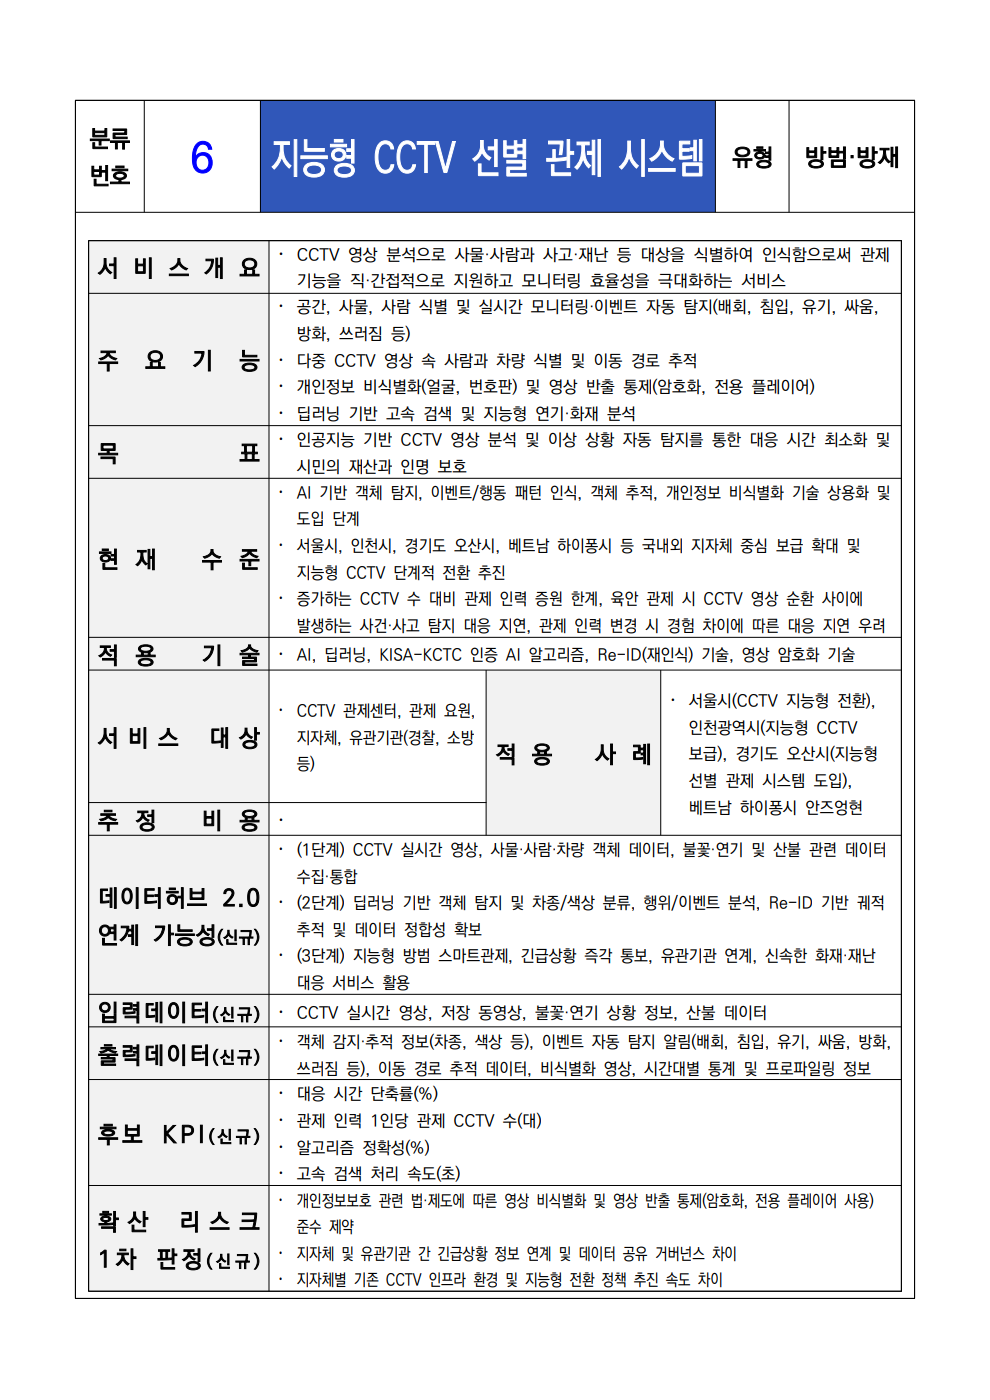 분류
번호
6
지능형 CCTV 선별 관제 시스템
유형
방범·방재
서비스개요
· CCTV 영상 분석으로 사물·사람과 사고·재난 등 대상을 식별하여 인식함으로써 관제
기능을 직·간접적으로 지원하고 모니터링 효율성을 극대화하는 서비스
주요기능
· 공간, 사물, 사람 식별 및 실시간 모니터링·이벤트 자동 탐지(배회, 침입, 유기, 싸움,
방화, 쓰러짐 등)
· 다중 CCTV 영상 속 사람과 차량 식별 및 이동 경로 추적
· 개인정보 비식별화(얼굴, 번호판) 및 영상 반출 통제(암호화, 전용 플레이어)
· 딥러닝 기반 고속 검색 및 지능형 연기·화재 분석
목표
· 인공지능 기반 CCTV 영상 분석 및 이상 상황 자동 탐지를 통한 대응 시간 최소화 및
시민의 재산과 인명 보호
현재 수준
· AI 기반 객체 탐지, 이벤트/행동 패턴 인식, 객체 추적, 개인정보 비식별화 기술 상용화 및
도입 단계
· 서울시, 인천시, 경기도 오산시, 베트남 하이퐁시 등 국내외 지자체 중심 보급 확대 및
지능형 CCTV 단계적 전환 추진
· 증가하는 CCTV 수 대비 관제 인력 증원 한계, 육안 관제 시 CCTV 영상 순환 사이에
발생하는 사건·사고 탐지 대응 지연, 관제 인력 변경 시 경험 차이에 따른 대응 지연 우려
적용 기술
· AI, 딥러닝, KISA-KCTC 인증 AI 알고리즘, Re-ID(재인식) 기술, 영상 암호화 기술
서비스 대상
· CCTV 관제센터, 관제 요원,
지자체, 유관기관(경찰, 소방
등)
적용 사례
· 서울시(CCTV 지능형 전환),
인천광역시(지능형 CCTV
보급), 경기도 오산시(지능형
선별 관제 시스템 도입),
베트남 하이퐁시 안즈엉현
추정 비용
·
데이터허브 2.0
연계 가능성(신규)
· (1단계) CCTV 실시간 영상, 사물·사람·차량 객체 데이터, 불꽃·연기 및 산불 관련 데이터
수집·통합
· (2단계) 딥러닝 기반 객체 탐지 및 차종/색상 분류, 행위/이벤트 분석, Re-ID 기반 궤적
추적 및 데이터 정합성 확보
· (3단계) 지능형 방범 스마트관제, 긴급상황 즉각 통보, 유관기관 연계, 신속한 화재·재난
대응 서비스 활용
입력데이터(신규)
· CCTV 실시간 영상, 저장 동영상, 불꽃·연기 상황 정보, 산불 데이터
출력데이터(신규)
· 객체 감지·추적 정보(차종, 색상 등), 이벤트 자동 탐지 알림(배회, 침입, 유기, 싸움, 방화,
쓰러짐 등), 이동 경로 추적 데이터, 비식별화 영상, 시간대별 통계 및 프로파일링 정보
후보 KPI(신규)
· 대응 시간 단축률(%)
· 관제 인력 1인당 관제 CCTV 수(대)
· 알고리즘 정확성(%)
· 고속 검색 처리 속도(초)
확산 리스크
1차 판정(신규)
· 개인정보보호 관련 법·제도에 따른 영상 비식별화 및 영상 반출 통제(암호화, 전용 플레이어 사용)
준수 제약
· 지자체 및 유관기관 간 긴급상황 정보 연계 및 데이터 공유 거버넌스 차이
· 지자체별 기존 CCTV 인프라 환경 및 지능형 전환 정책 추진 속도 차이